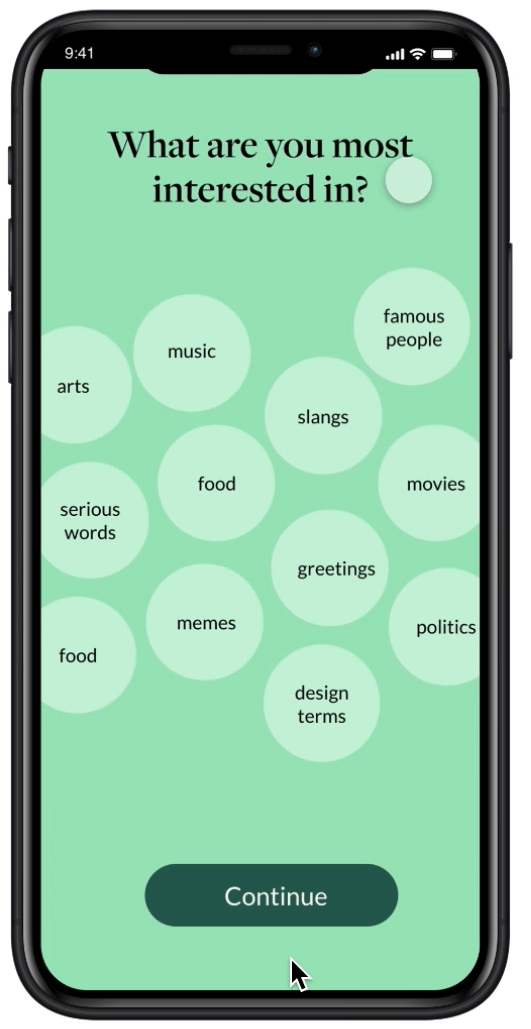 9:41
What are you most
interested in?
famous
people
music
arts
slangs
food
movies
serious
words
greetings
memes
politics
food
design
terms
Continue